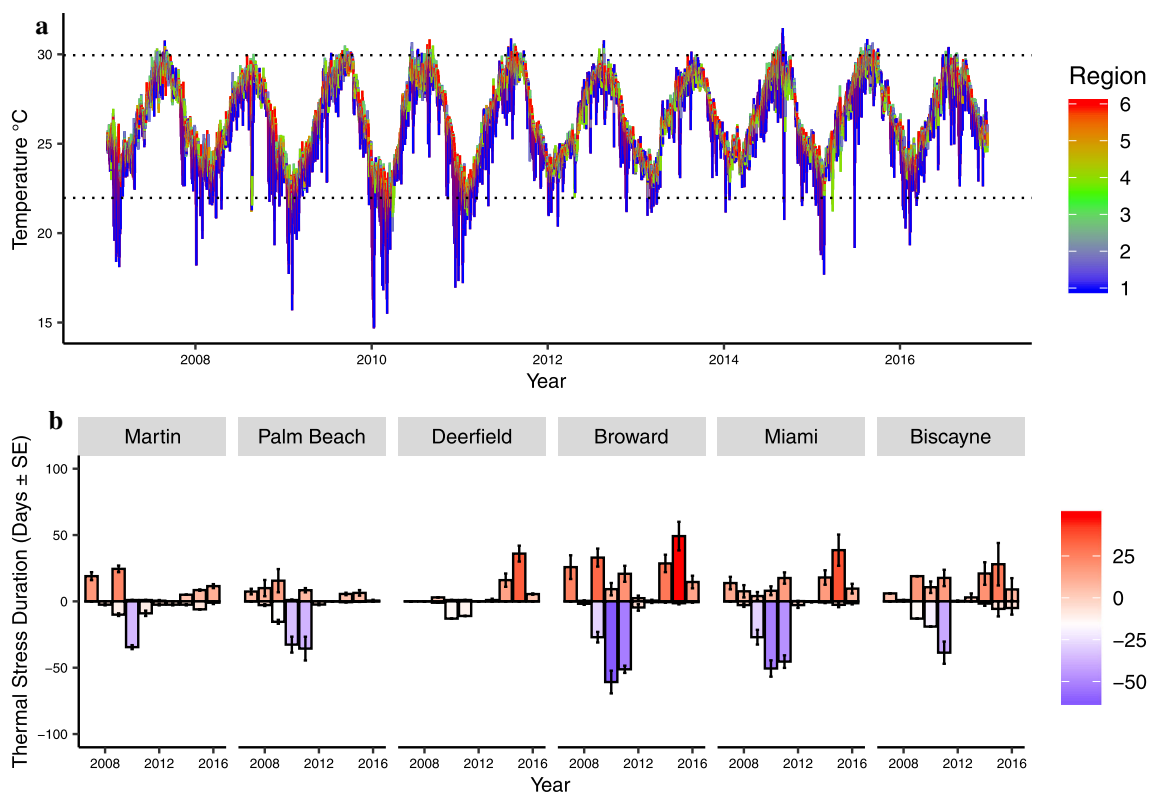 a
Temperature °C
30
25
20
15
2008 2010 2012 2014 2016
Year
Region
6
5
4
3
2
1
b
Thermal Stress Duration (Days ± SE)
Martin Palm Beach Deerfield Broward Miami Biscayne
100
50
0
−50
−100
2008 2012 2016 2008 2012 2016 2008 2012 2016 2008 2012 2016 2008 2012 2016 2008 2012 2016
Year
25
0
−25
−50